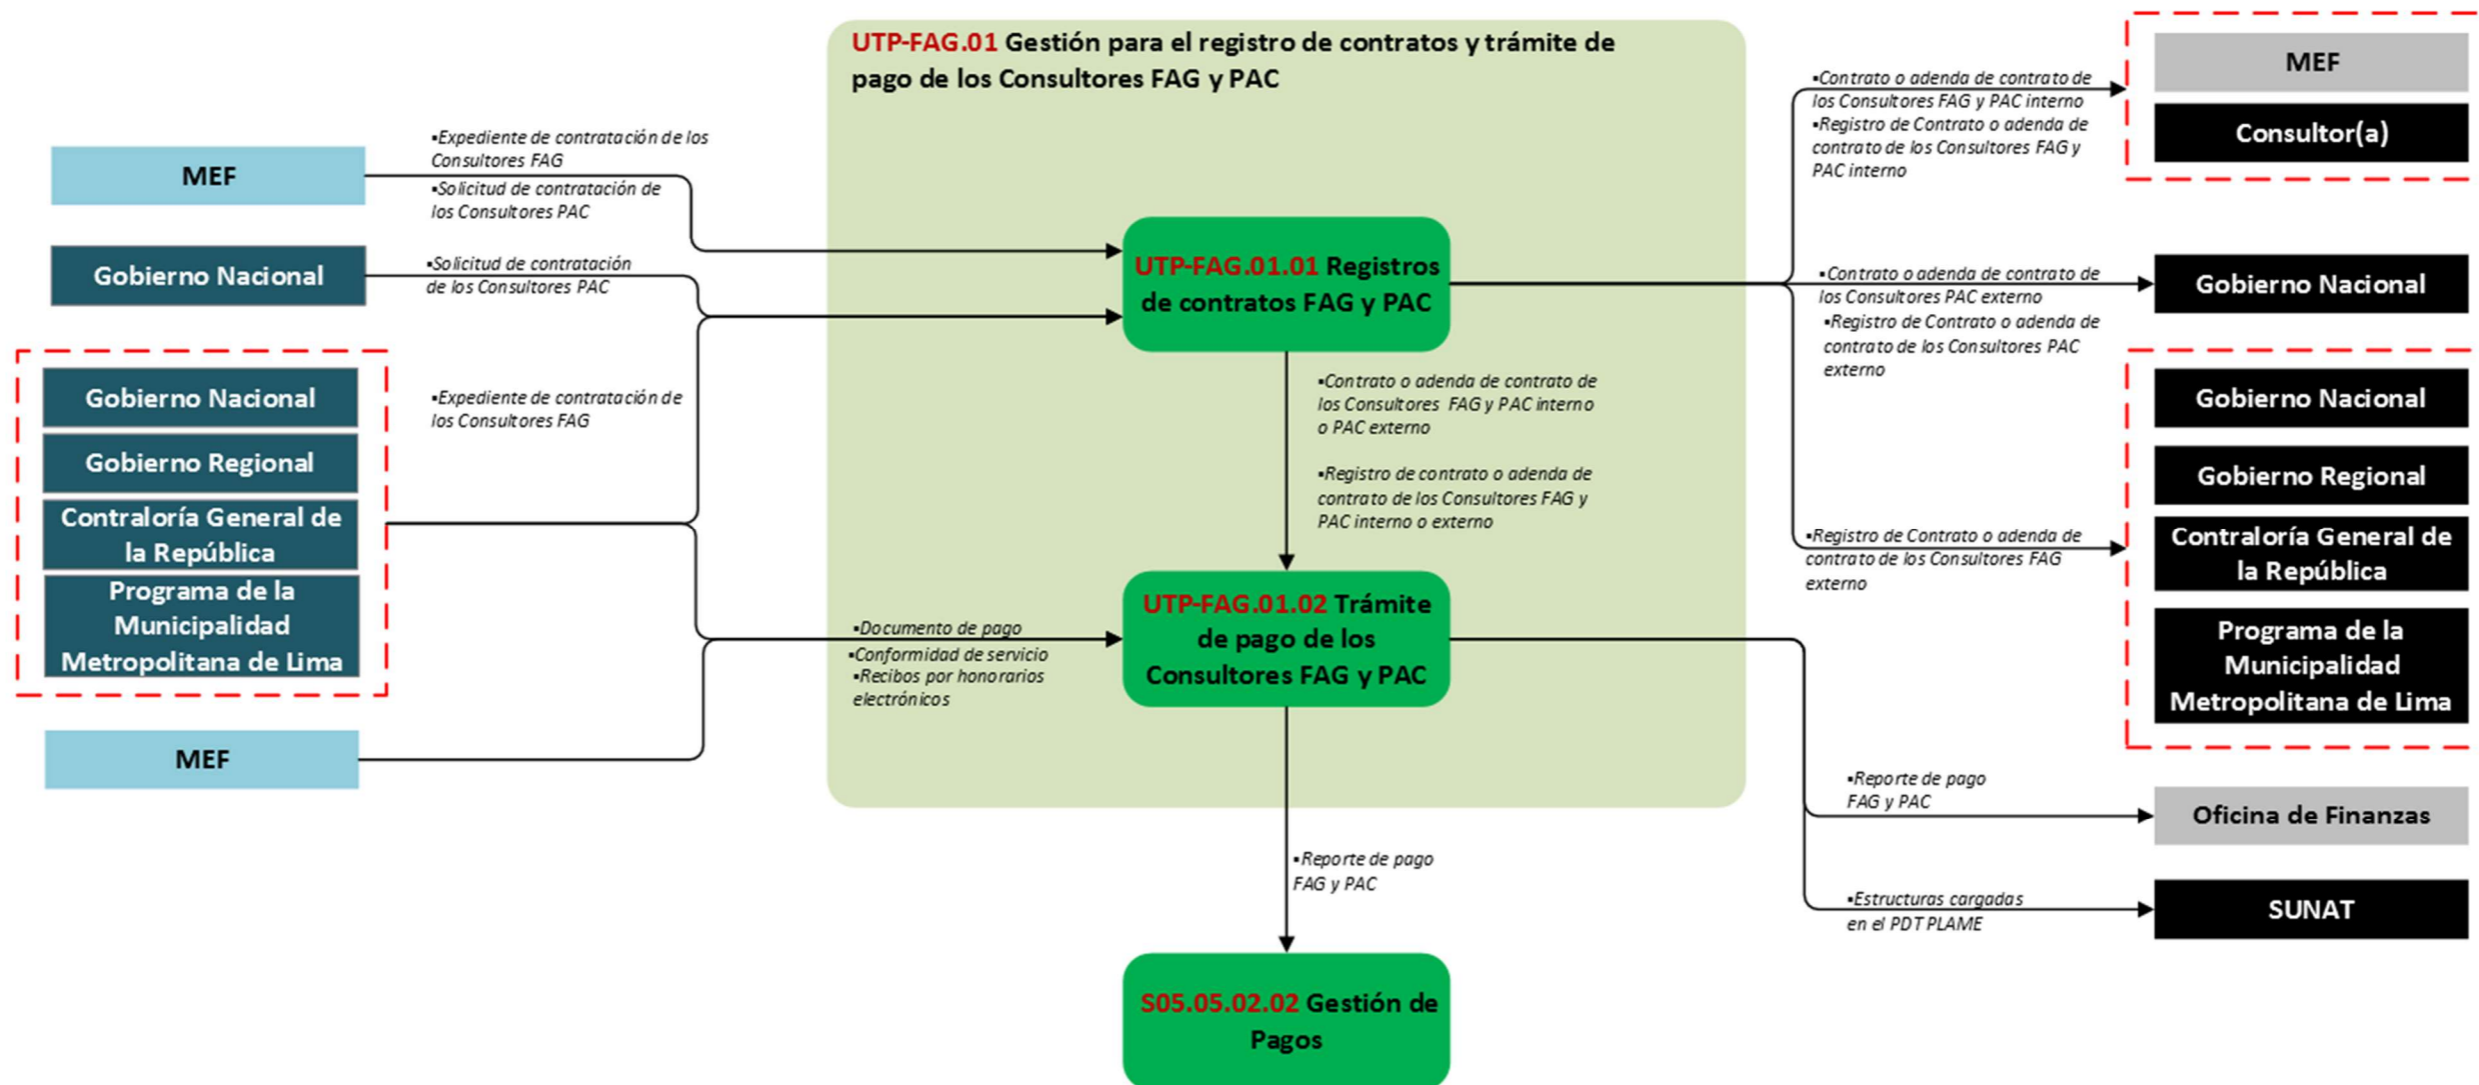 UTP-FAG.01 Gestión para el registro de contratos y trámite de
pago de los Consultores FAG y PAC
MEF
▪Expediente de contratación de los
Consultores FAG
▪Solicitud de contratación de
los Consultores PAC
Gobierno Nacional
▪Solicitud de contratación
de los Consultores PAC
Gobierno Nacional
Gobierno Regional
Contraloría General de
la República
Programa de la
Municipalidad
Metropolitana de Lima
▪Expediente de contratación de
los Consultores FAG
MEF
▪Documento de pago
▪Conformidad de servicio
▪Recibos por honorarios
electrónicos
UTP-FAG.01.01 Registros
de contratos FAG y PAC
▪Contrato o adenda de contrato de
los Consultores FAG y PAC interno
o PAC externo
▪Registro de contrato o adenda de
contrato de los Consultores FAG y
PAC interno o externo
UTP-FAG.01.02 Trámite
de pago de los
Consultores FAG y PAC
▪Reporte de pago
FAG y PAC
S05.05.02.02 Gestión de
Pagos
▪Contrato o adenda de contrato de
los Consultores FAG y PAC interno
▪Registro de Contrato o adenda de
contrato de los Consultores FAG y
PAC interno
MEF
Consultor(a)
▪Contrato o adenda de contrato de
los Consultores PAC externo
▪Registro de Contrato o adenda de
contrato de los Consultores PAC
externo
Gobierno Nacional
▪Registro de Contrato o adenda de
contrato de los Consultores FAG
externo
Gobierno Nacional
Gobierno Regional
Contraloría General de
la República
Programa de la
Municipalidad
Metropolitana de Lima
▪Reporte de pago
FAG y PAC
Oficina de Finanzas
▪Estructuras cargadas
en el PDT PLAME
SUNAT